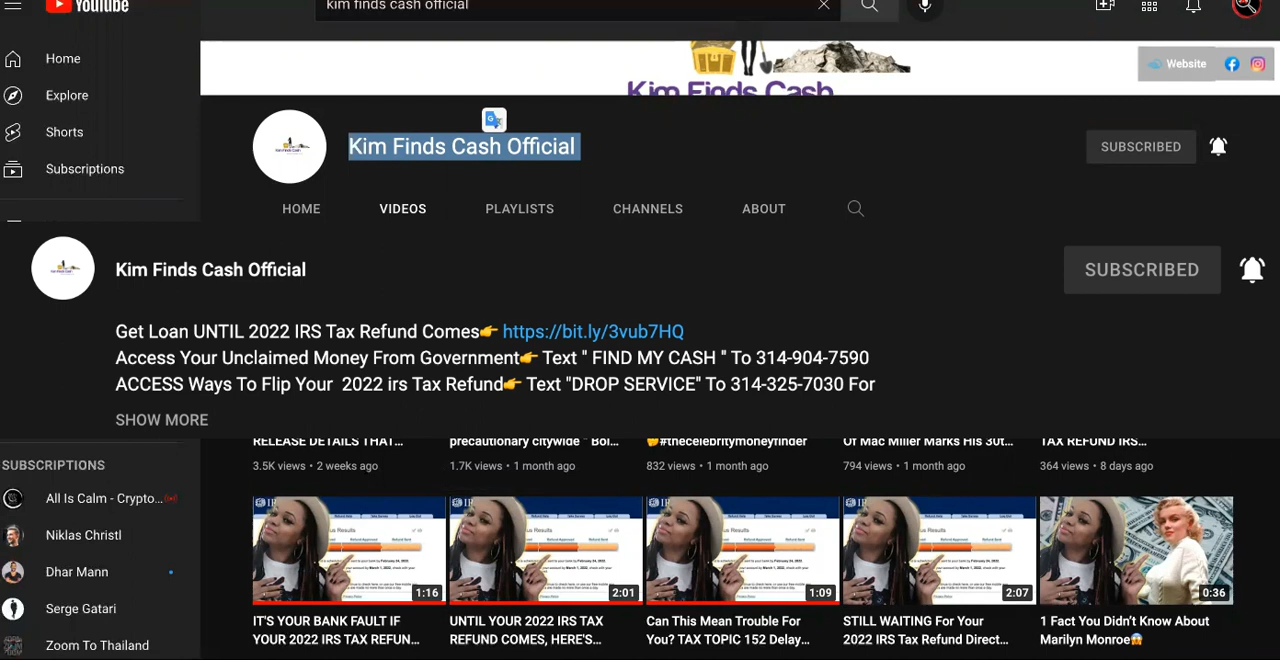 YouTube
kim finds cash official
Home
Explore
Shorts
Subscriptions
Kim Finds Cash
Website
Kim Finds Cash Official
SUBSCRIBED
HOME VIDEOS PLAYLISTS CHANNELS ABOUT
Kim Finds Cash Official
SUBSCRIBED
Get Loan UNTIL 2022 IRS Tax Refund Comes👉 https://bit.ly/3vub7HQ
Access Your Unclaimed Money From Government👉 Text " FIND MY CASH " To 314-904-7590
ACCESS Ways To Flip Your 2022 irs Tax Refund👉 Text "DROP SERVICE" To 314-325-7030 For
SHOW MORE
SUBSCRIPTIONS
All Is Calm - Crypto...
Niklas Christl
Dhar Mann
Serge Gatari
Zoom To Thailand
RELEASE DETAILS THAT...
3.5K views • 2 weeks ago
precautionary citywide " Boi...
1.7K views • 1 month ago
#thecelebritymoneyfinder
832 views • 1 month ago
Of Mac Miller Marks His 30t...
794 views • 1 month ago
TAX REFUND IRS...
364 views • 8 days ago
1:16
IT'S YOUR BANK FAULT IF
YOUR 2022 IRS TAX REFUN...
2:01
UNTIL YOUR 2022 IRS TAX
REFUND COMES, HERE'S...
1:09
Can This Mean Trouble For
You? TAX TOPIC 152 Delay...
2:07
STILL WAITING For Your
2022 IRS Tax Refund Direct...
0:36
1 Fact You Didn't Know About
Marilyn Monroe😱